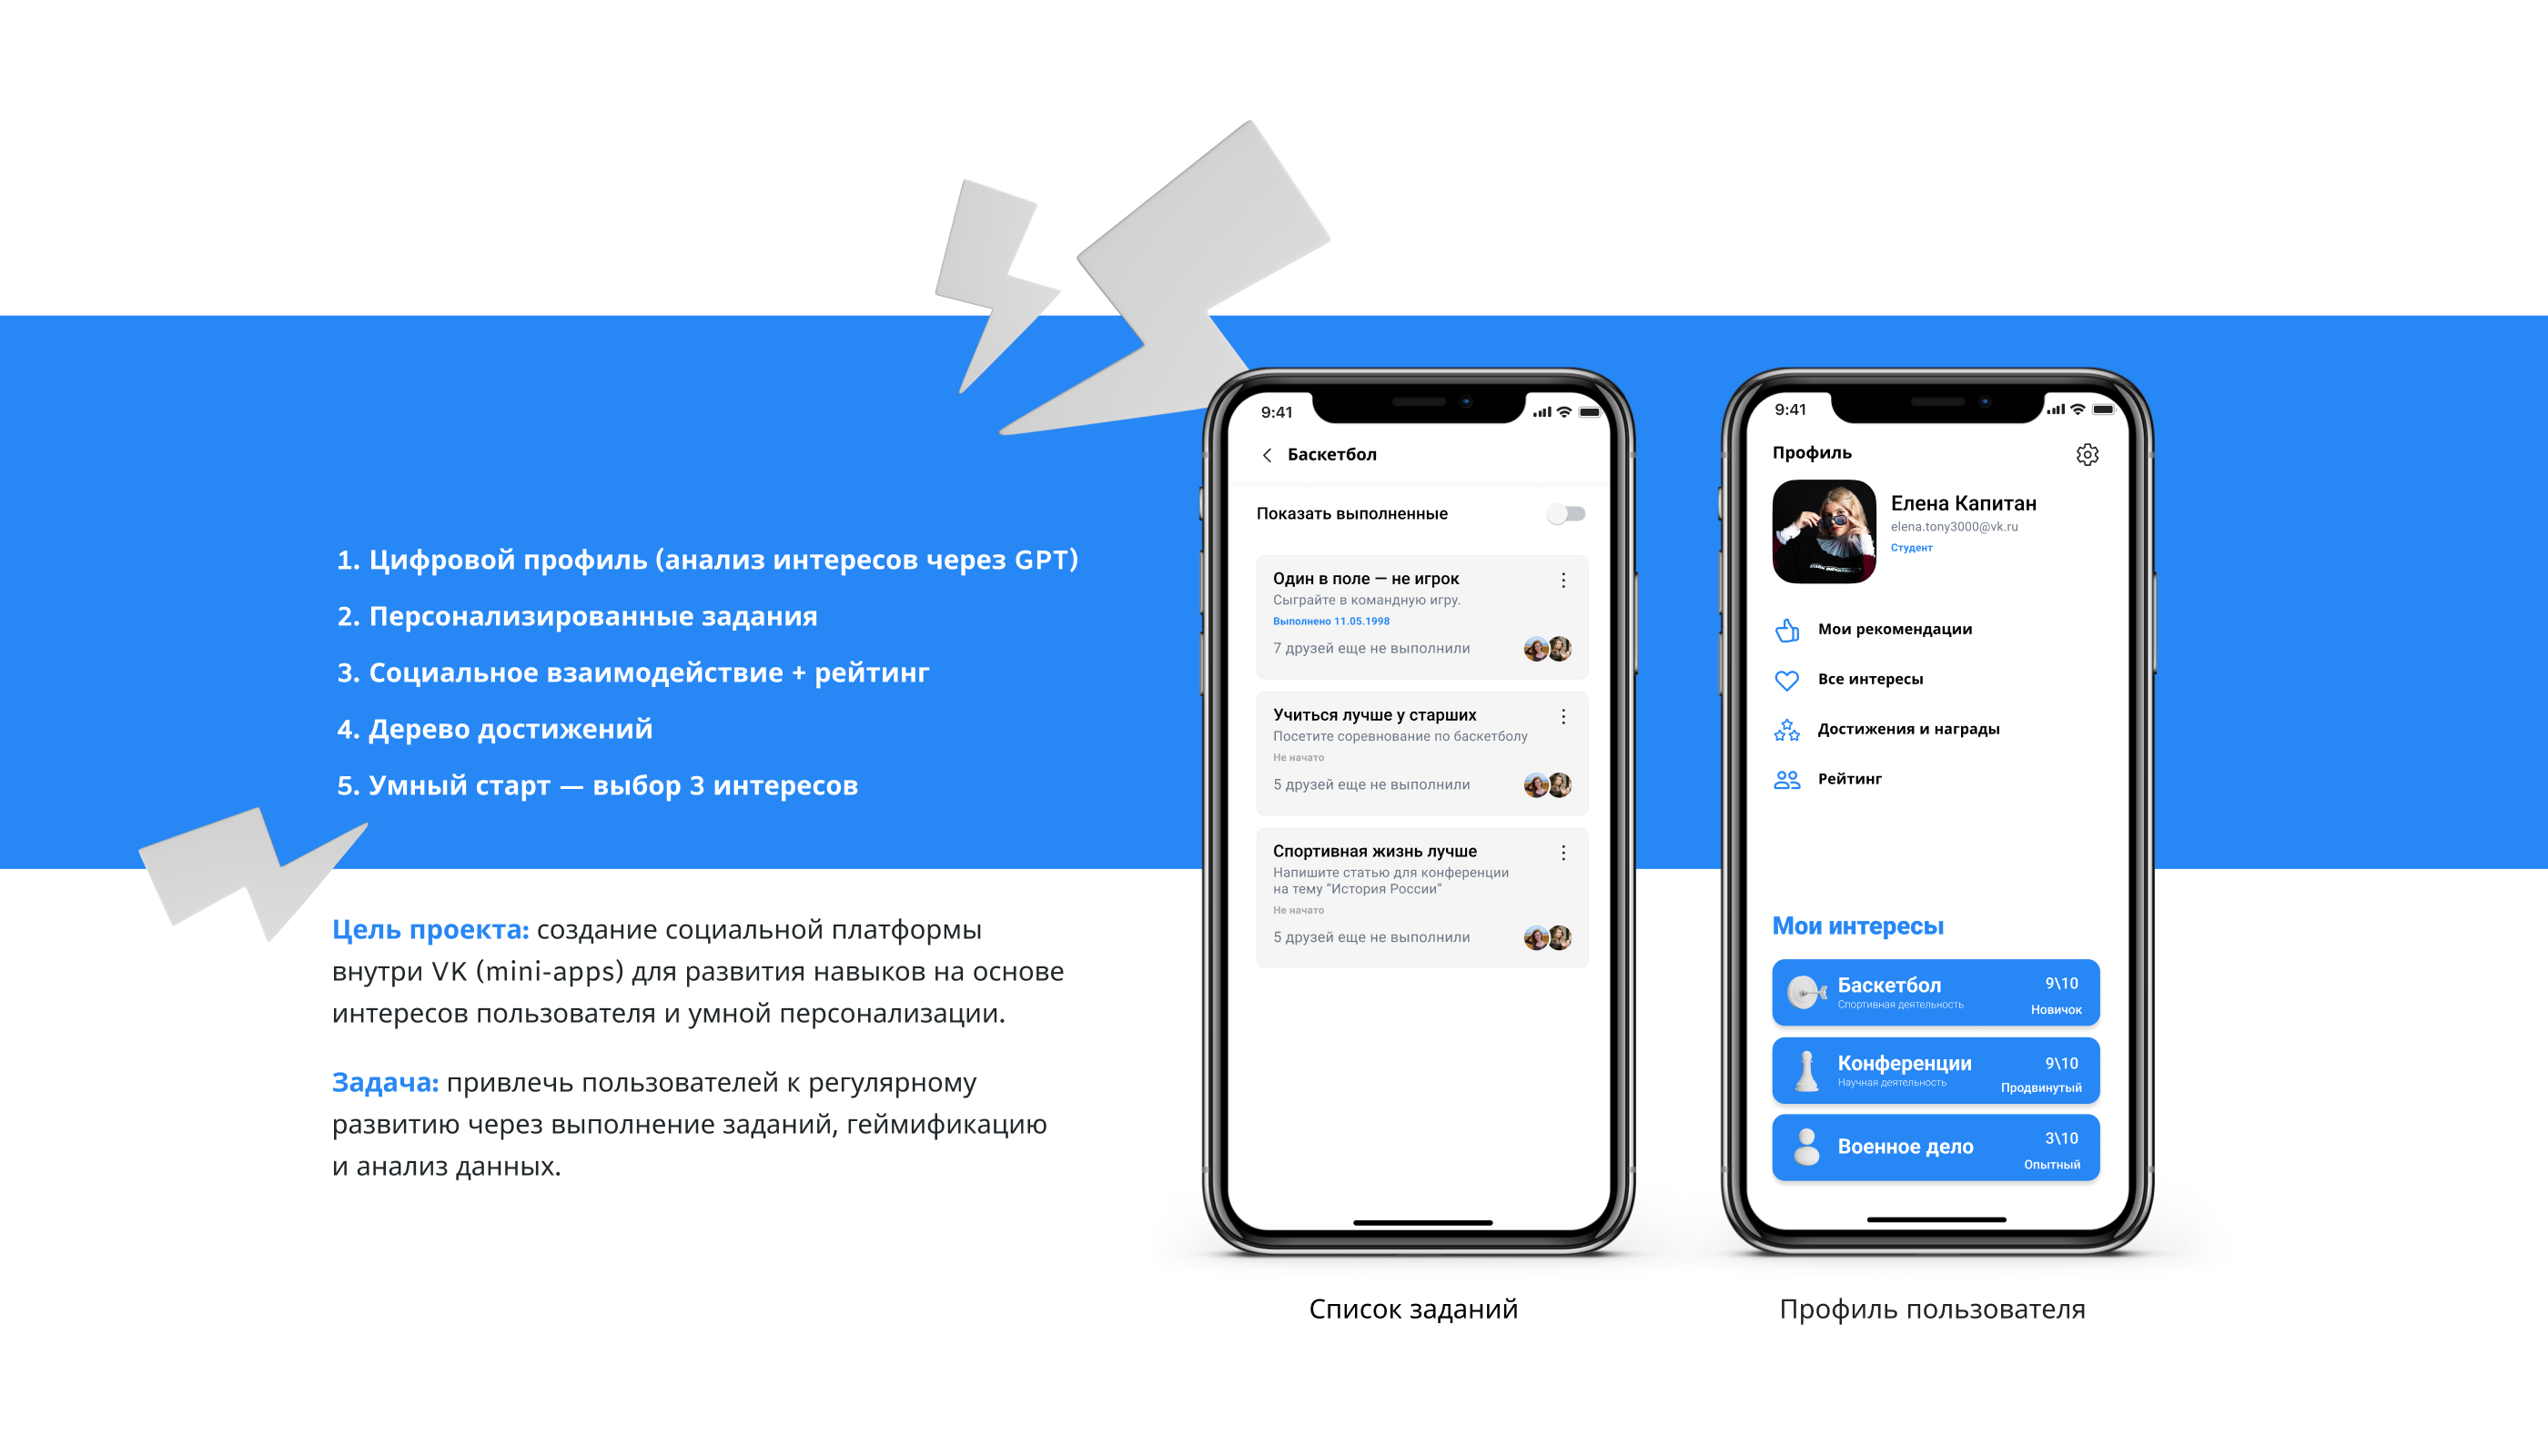 1. Цифровой профиль (анализ интересов через GPT)
2. Персонализированные задания
3. Социальное взаимодействие + рейтинг
4. Дерево достижений
5. Умный старт — выбор 3 интересов
Цель проекта: создание социальной платформы
внутри VK (mini-apps) для развития навыков на основе
интересов пользователя и умной персонализации.
Задача: привлечь пользователей к регулярному
развитию через выполнение заданий, геймификацию
и анализ данных.
9:41
Баскетбол
Показать выполненные
Один в поле — не игрок
Сыграйте в командную игру.
Выполнено 11.05.1998
7 друзей еще не выполнили
Учиться лучше у старших
Посетите соревнование по баскетболу
Не начато
5 друзей еще не выполнили
Спортивная жизнь лучше
Напишите статью для конференции
на тему “История России”
Не начато
5 друзей еще не выполнили
Список заданий
9:41
Профиль
Елена Капитан
elena.tony3000@vk.ru
Студент
Мои рекомендации
Все интересы
Достижения и награды
Рейтинг
Мои интересы
Баскетбол 9\10
Спортивная деятельность Новичок
Конференции 9\10
Научная деятельность Продвинутый
Военное дело 3\10
Опытный
Профиль пользователя